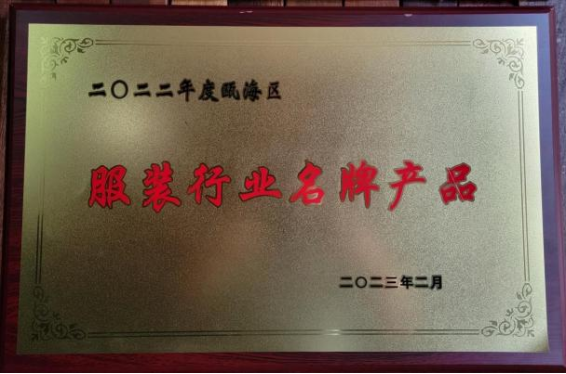 二〇二二年度瓯海区
服装行业名牌产品
二〇二三年二月